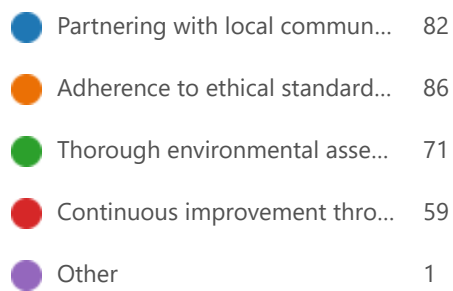 Partnering with local commun... 82
Adherence to ethical standard... 86
Thorough environmental asse... 71
Continuous improvement thro... 59
Other 1